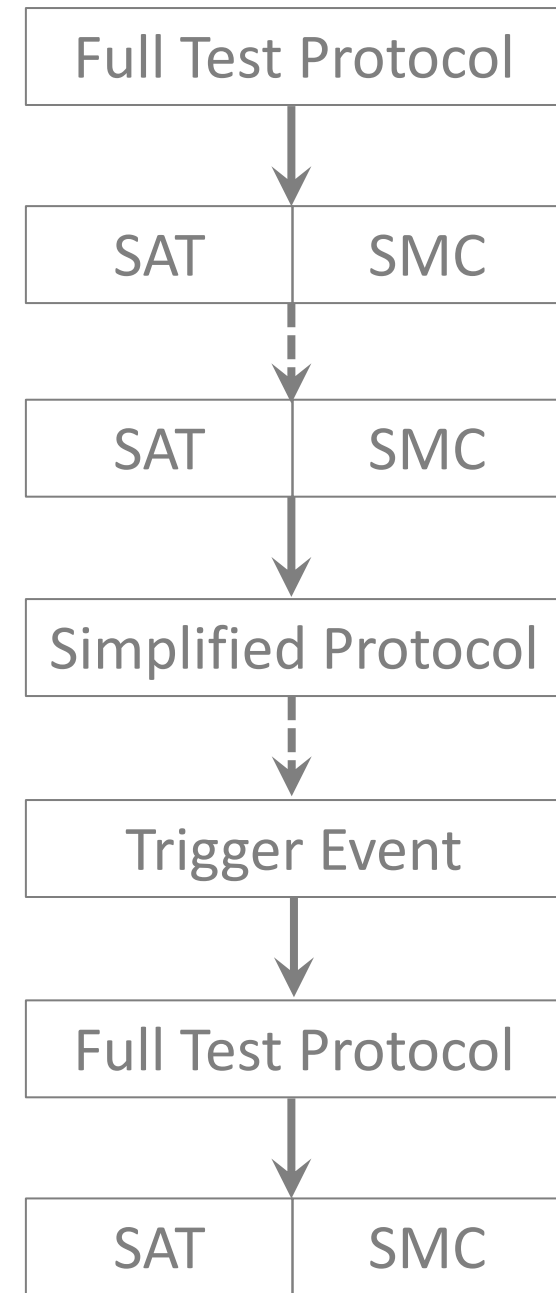 Full Test Protocol
SAT SMC
SAT SMC
Simplified Protocol
Trigger Event
Full Test Protocol
SAT SMC